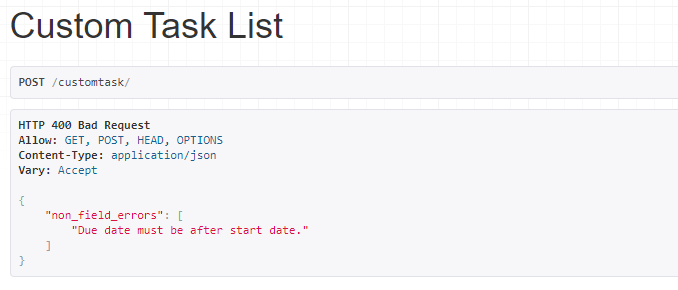 Custom Task List
POST /customtask/
HTTP 400 Bad Request
Allow: GET, POST, HEAD, OPTIONS
Content-Type: application/json
Vary: Accept
{
"non_field_errors": [
"Due date must be after start date."
]
}